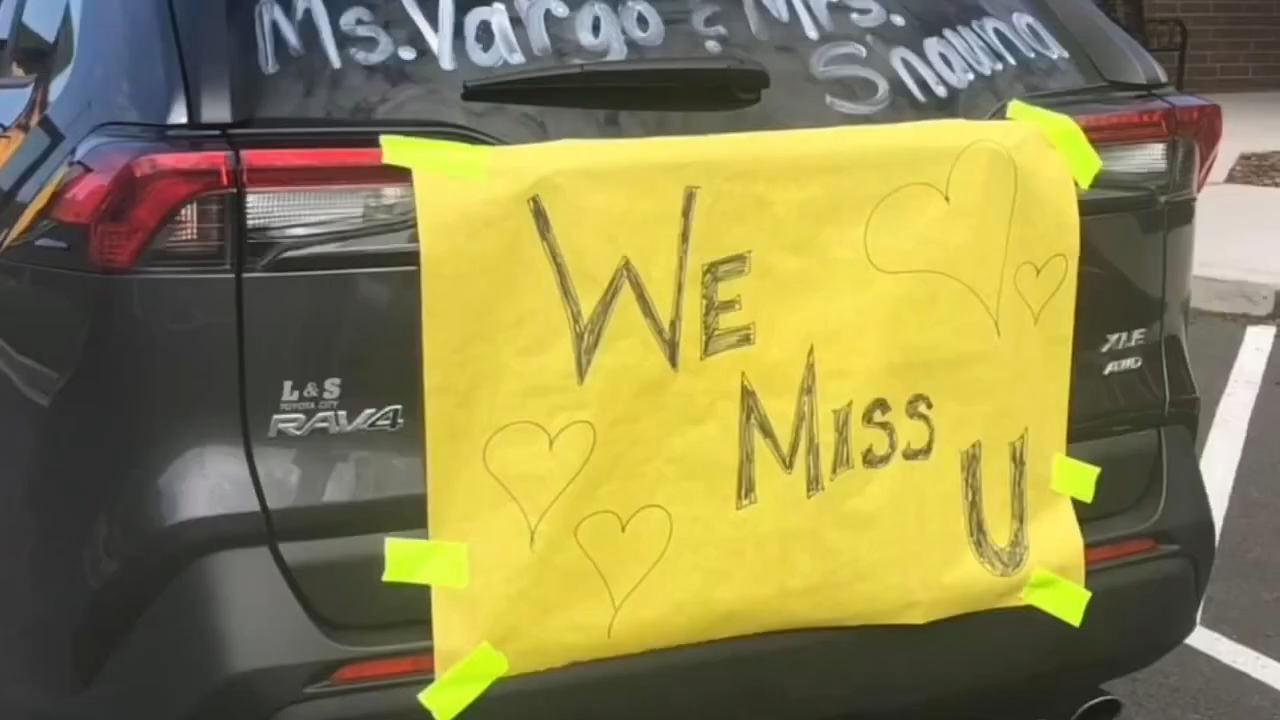 Ms. Vargo & Mrs.
Shauna
WE
MISS
U
L & S
TOYOTA CITY
RAV4
XLE
AWD